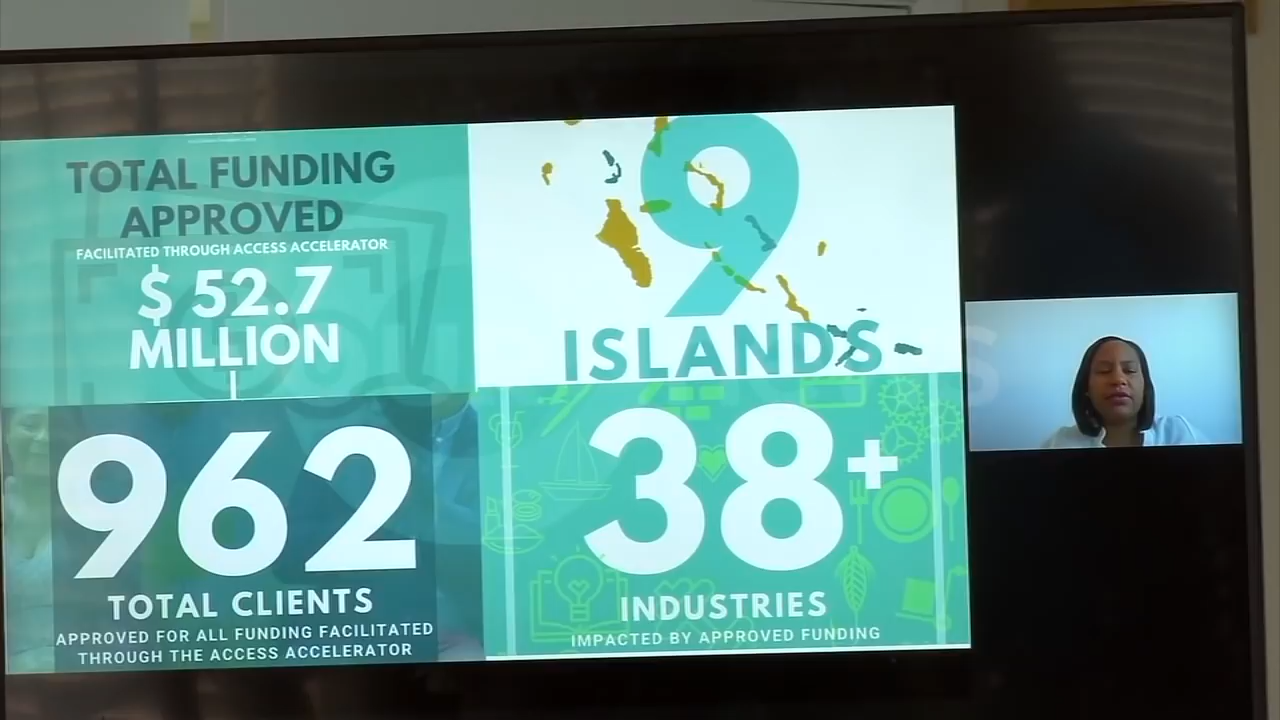 TOTAL FUNDING
APPROVED
FACILITATED THROUGH ACCESS ACCELERATOR
$ 52.7
MILLION
9
ISLANDS
962
TOTAL CLIENTS
APPROVED FOR ALL FUNDING FACILITATED
THROUGH THE ACCESS ACCELERATOR
38+
INDUSTRIES
IMPACTED BY APPROVED FUNDING